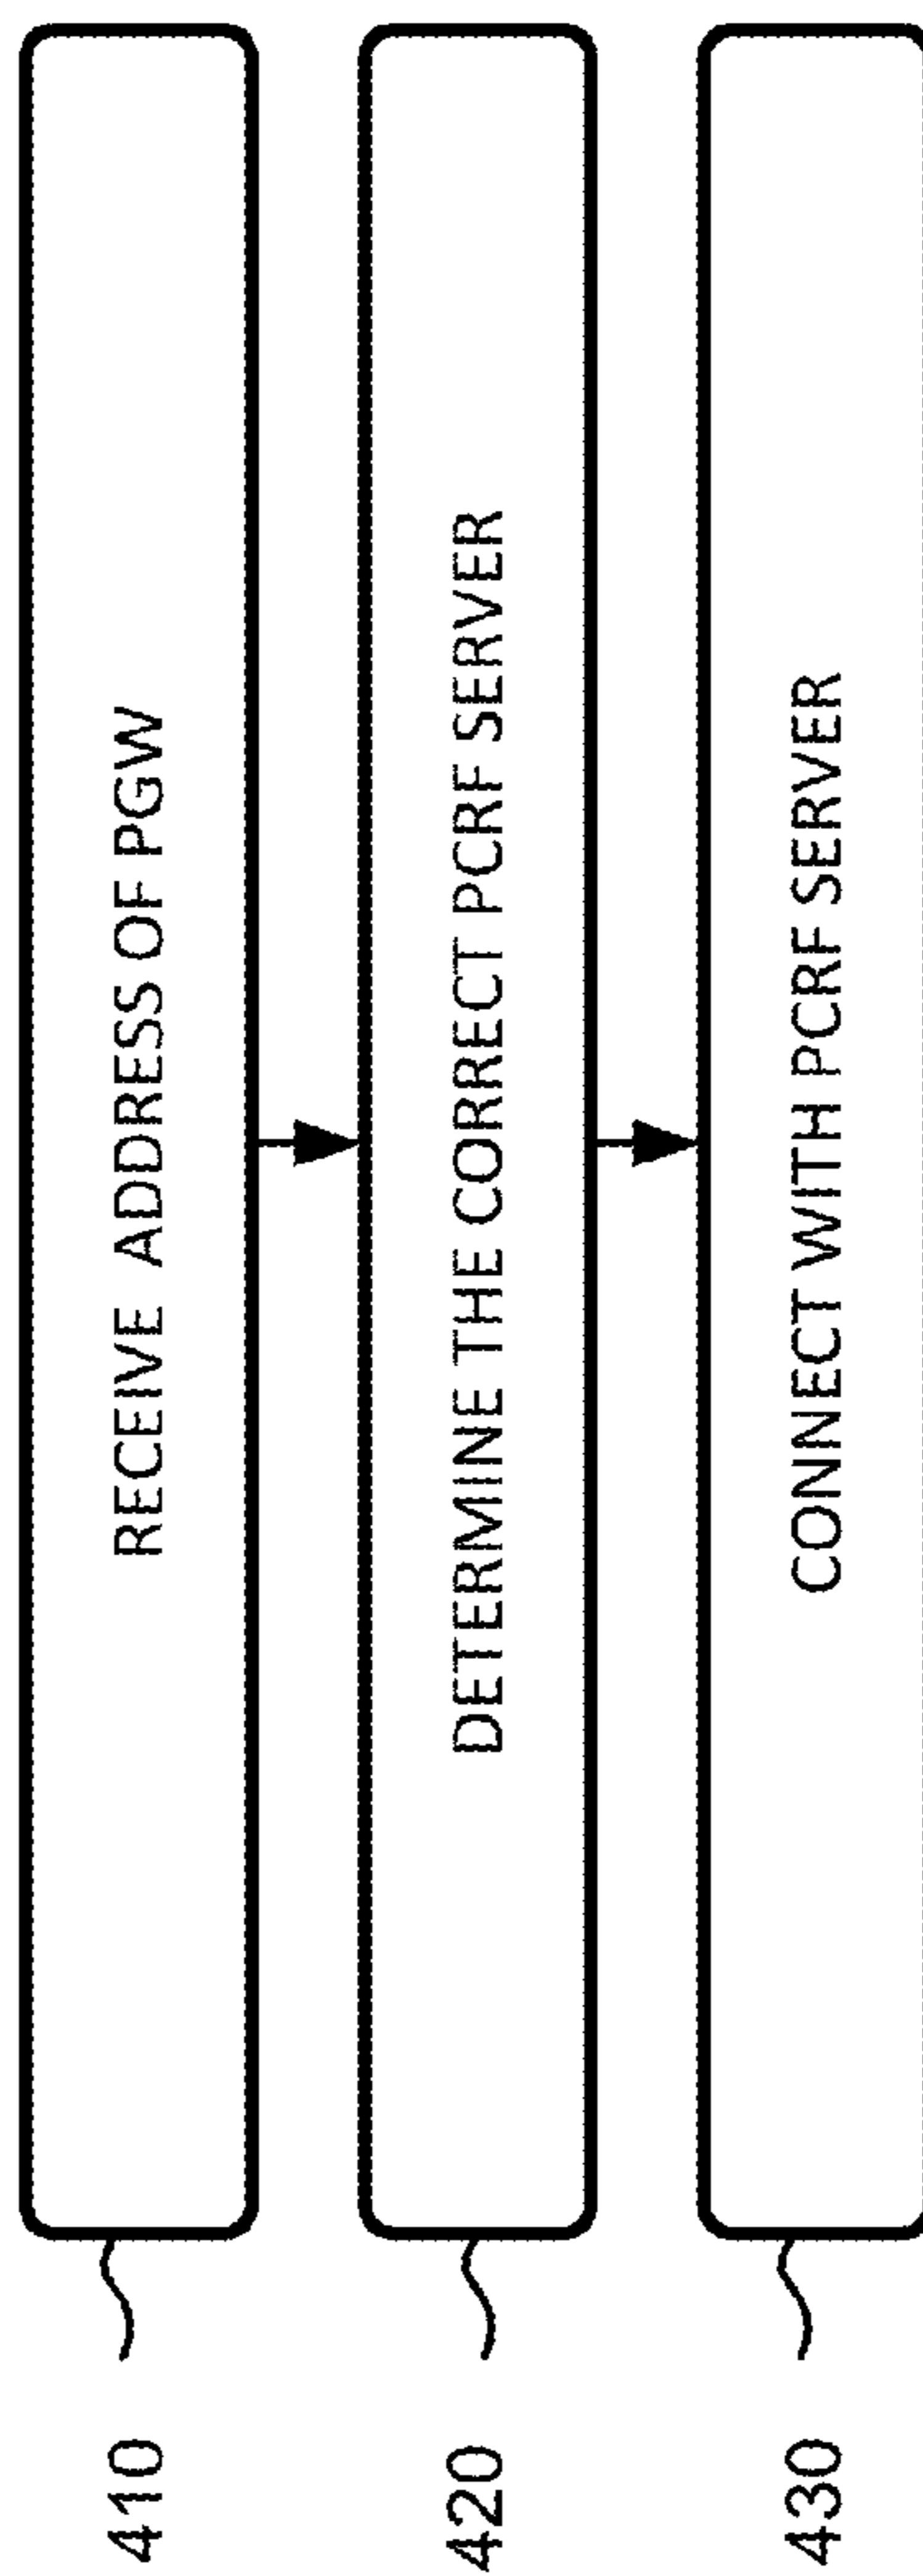 410
RECEIVE ADDRESS OF PGW
420
DETERMINE THE CORRECT PCRF SERVER
430
CONNECT WITH PCRF SERVER